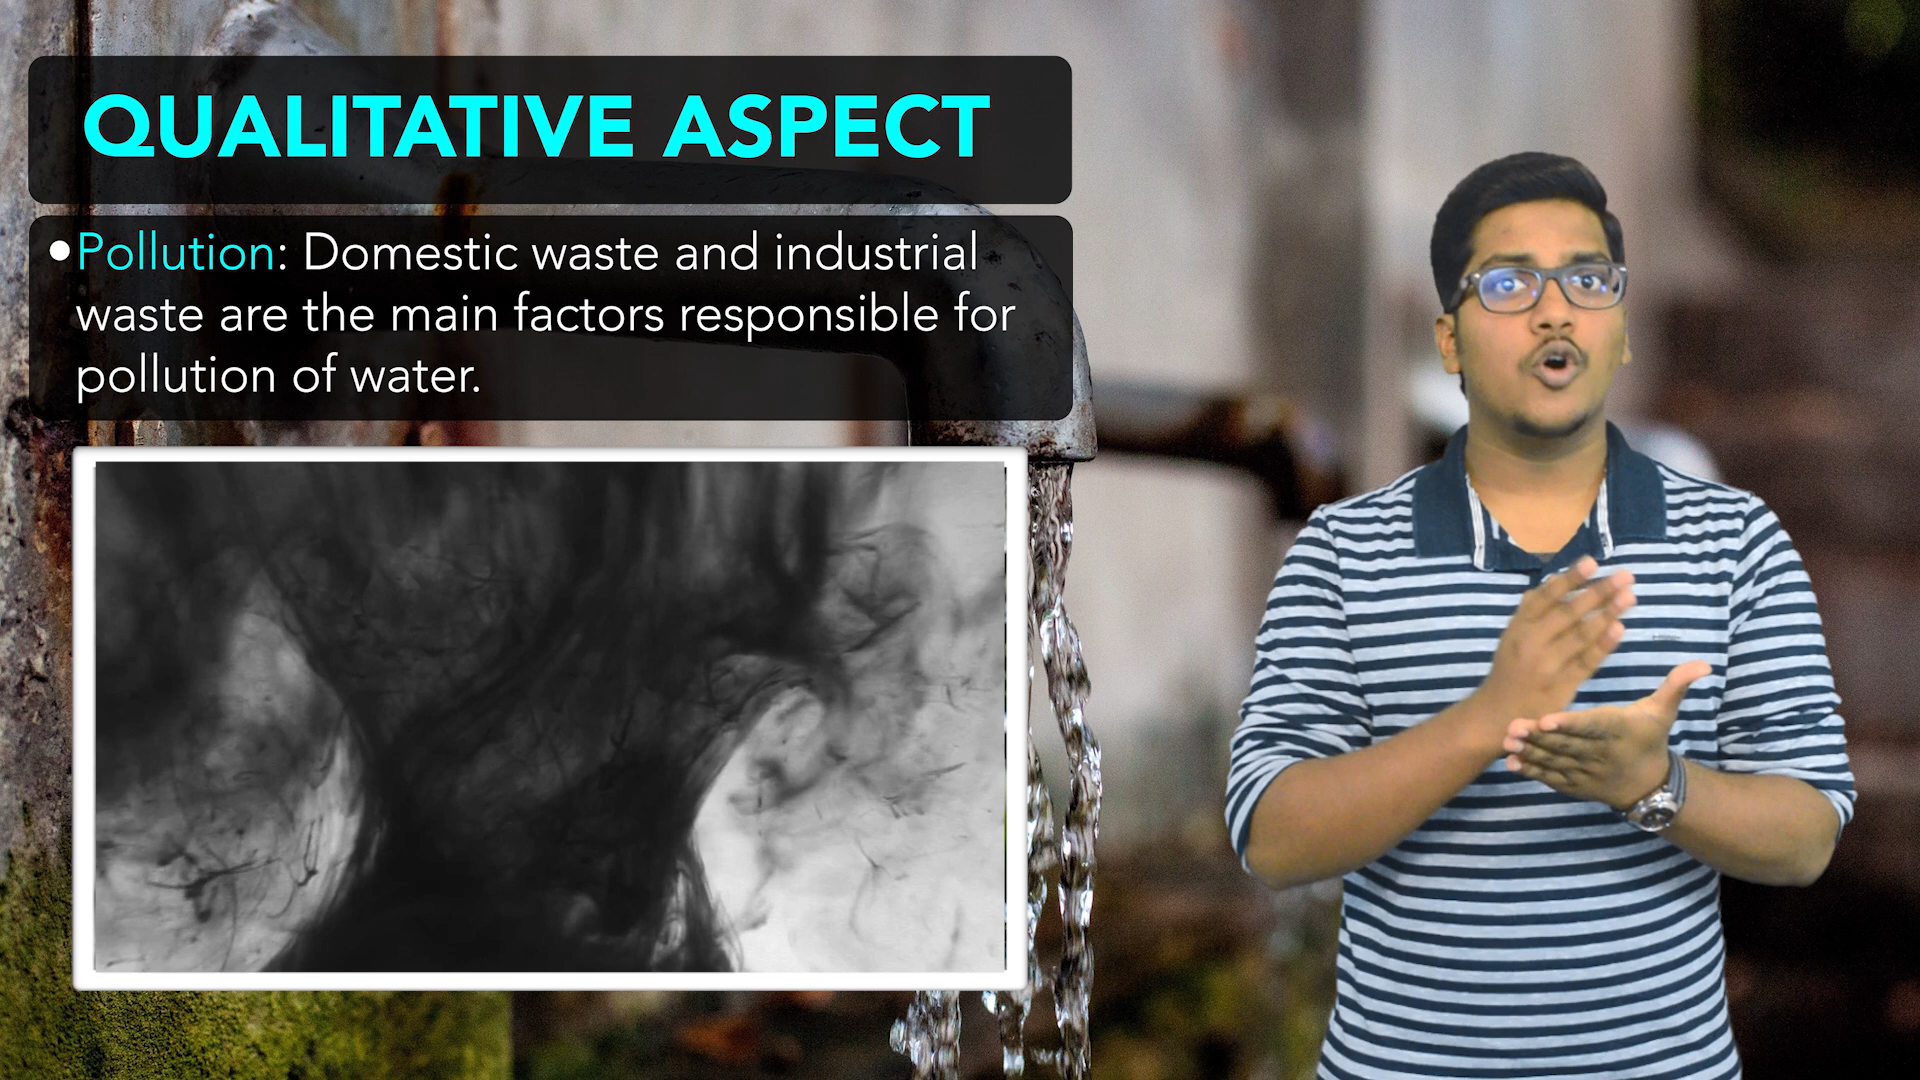 QUALITATIVE ASPECT
•Pollution: Domestic waste and industrial
waste are the main factors responsible for
pollution of water.